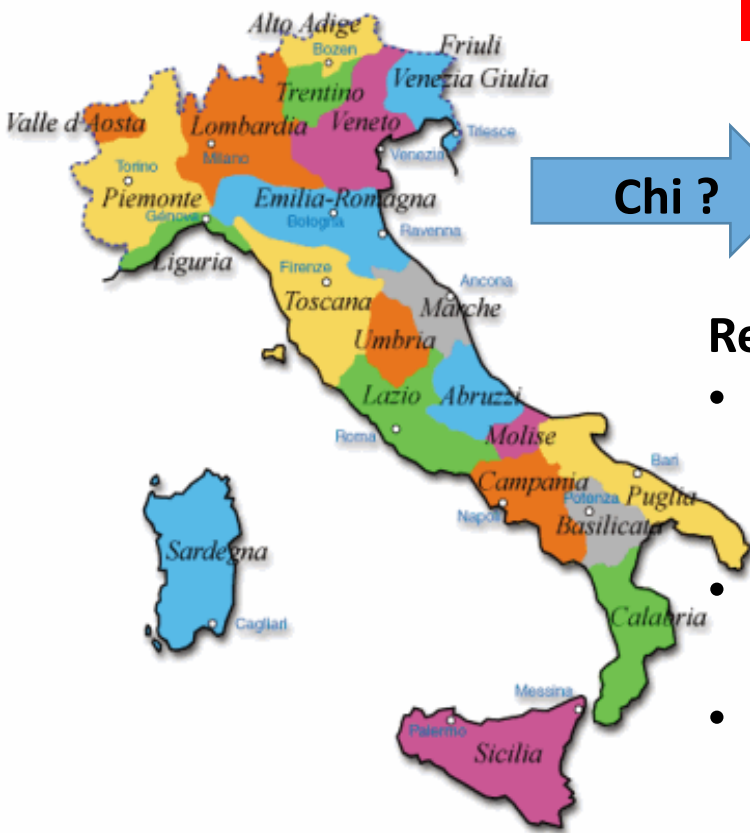 Alto Adige
Bozen
Friuli
Venezia Giulia
Trentino
Valle d'Aosta
Lombardia
Veneto
Triesce
Milano
Venezia
Torino
Piemonte
Emilia-Romagna
Chi ?
Genova
Bologna
Ravenna
Liguria
Firenze
Ancona
Toscana
Marche
Umbria
Re
Lazio
Abruzzi
Roma
Molise
Bari
Campania
Potenza
Puglia
Napoli
Basilicata
Sardegna
Cagliari
Calabria
Messina
Palermo
Sicilia